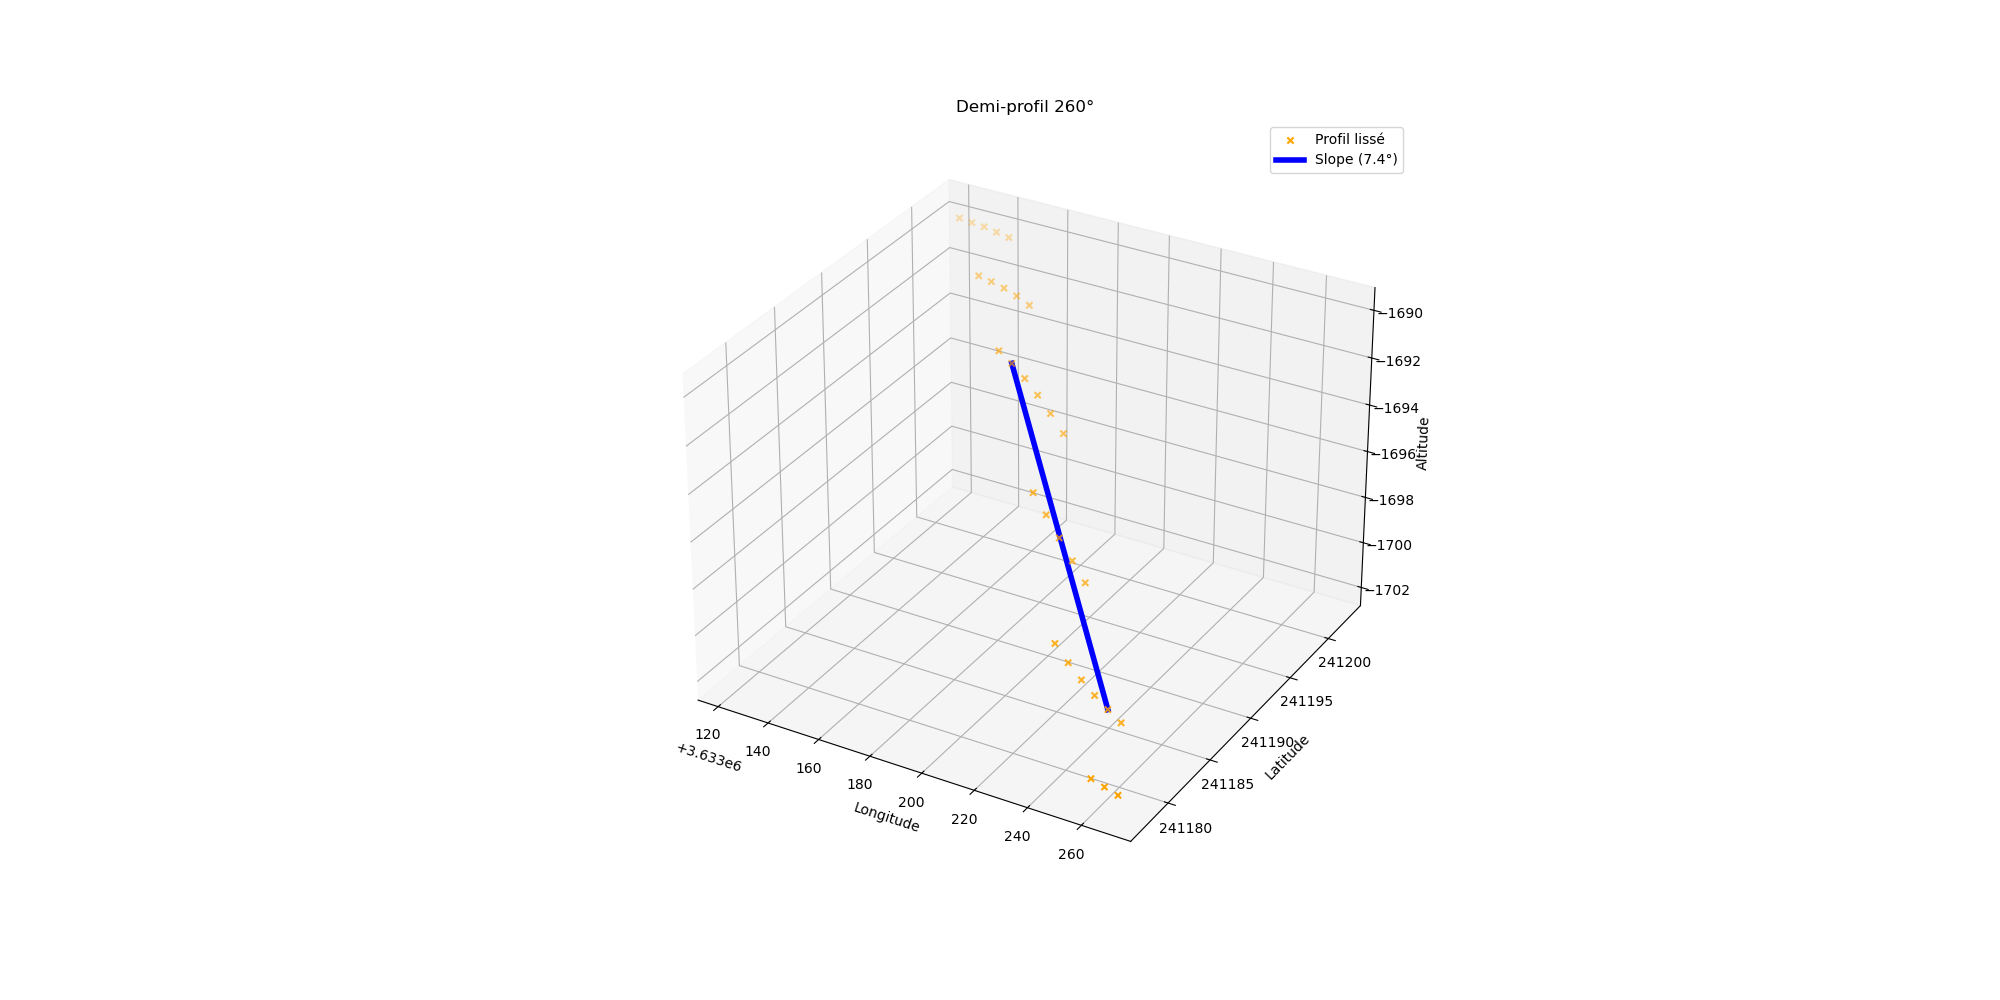 Demi-profil 260°
Profil lissé
Slope (7.4°)
−1690
−1692
−1694
−1696
−1698
−1700
−1702
Altitude
241200
241195
241190
241185
241180
Latitude
120
140
160
180
200
220
240
260
+3.633e6
Longitude